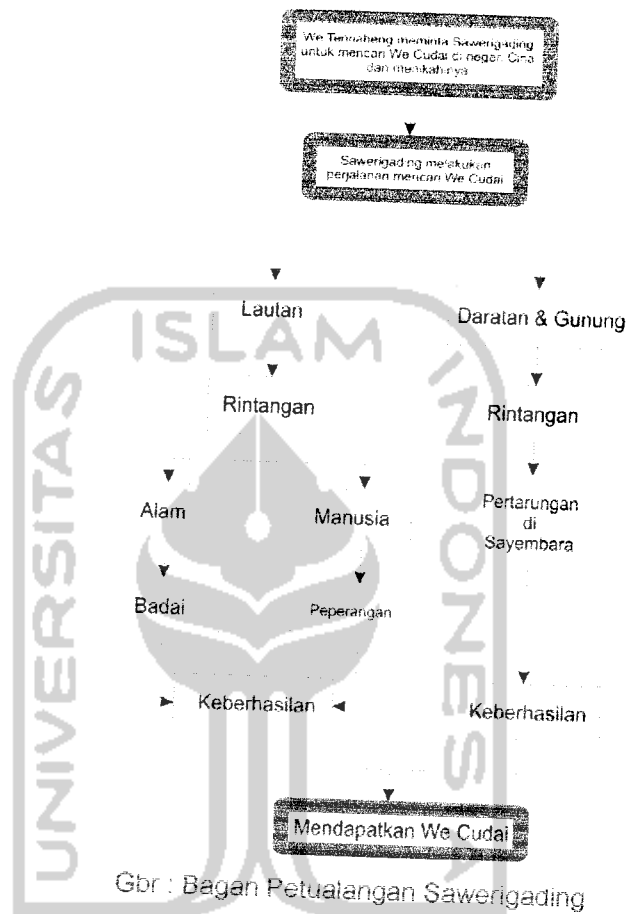 We Tenriabeng meminta Sawerigading
untuk mencari We Cudai di negeri Cina
dan menikahinya
Sawerigading melakukan
perjalanan mencari We Cudai
Lautan
Daratan & Gunung
Rintangan
Rintangan
Alam
Manusia
Pertarungan
di
Sayembara
Badai
Peperangan
Keberhasilan
Keberhasilan
Mendapatkan We Cudai
Gbr : Bagan Petualangan Sawerigading
UNIVERSITAS
ISLAM
INDONESIA